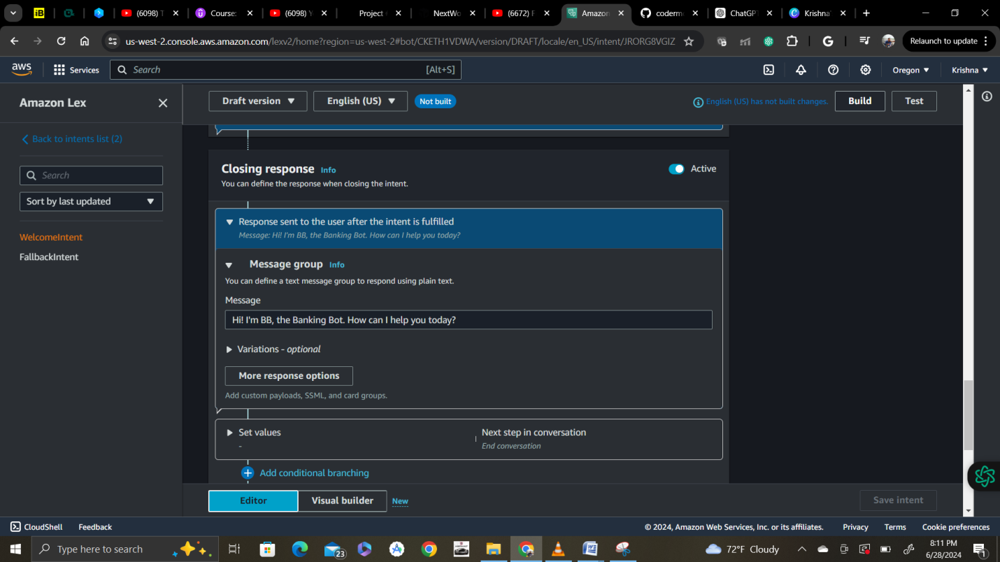 iB
(6098) T
Course:
(6098) Y
Project
NextWo
(6672) F
Amazon
coderm
ChatGPT
Krishna'
us-west-2.console.aws.amazon.com/lexv2/home?region=us-west-2#bot/CKETH1VDWA/version/DRAFT/locale/en_US/intent/JRORG8VGIZ
G
Relaunch to update
aws
Services
Search
[Alt+S]
Oregon
Krishna
Amazon Lex
Back to intents list (2)
Search
Sort by last updated
WelcomeIntent
FallbackIntent
Draft version
English (US)
Not built
English (US) has not built changes.
Build
Test
Closing response Info
Active
You can define the response when closing the intent.
Response sent to the user after the intent is fulfilled
Message: Hi! I'm BB, the Banking Bot. How can I help you today?
Message group Info
You can define a text message group to respond using plain text.
Message
Hi! I'm BB, the Banking Bot. How can I help you today?
Variations - optional
More response options
Add custom payloads, SSML, and card groups.
Set values
-
Next step in conversation
End conversation
Add conditional branching
Editor
Visual builder
New
Save intent
CloudShell
Feedback
© 2024, Amazon Web Services, Inc. or its affiliates.
Privacy
Terms
Cookie preferences
Type here to search
23
72°F Cloudy
8:11 PM
6/28/2024
1